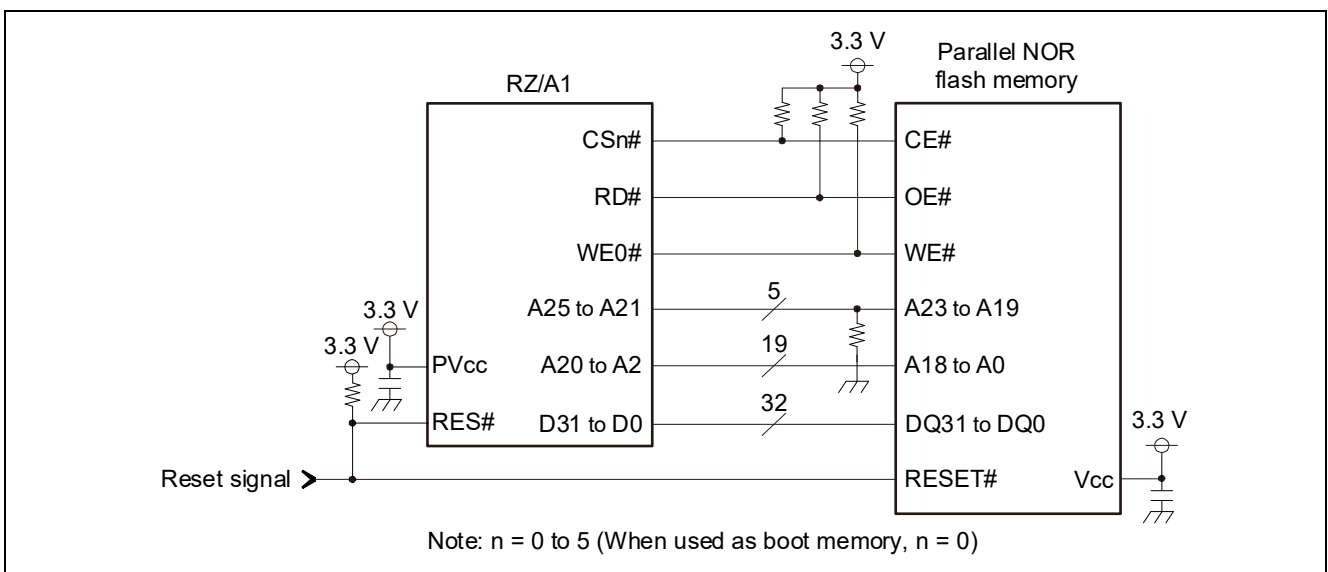 3.3 V
Parallel NOR
flash memory
RZ/A1
CSn#
CE#
RD#
OE#
WE0#
WE#
5
A25 to A21
A23 to A19
3.3 V
3.3 V
19
PVcc
A20 to A2
A18 to A0
32
RES#
D31 to D0
DQ31 to DQ0
3.3 V
Reset signal
RESET#
Vcc
Note: n = 0 to 5 (When used as boot memory, n = 0)